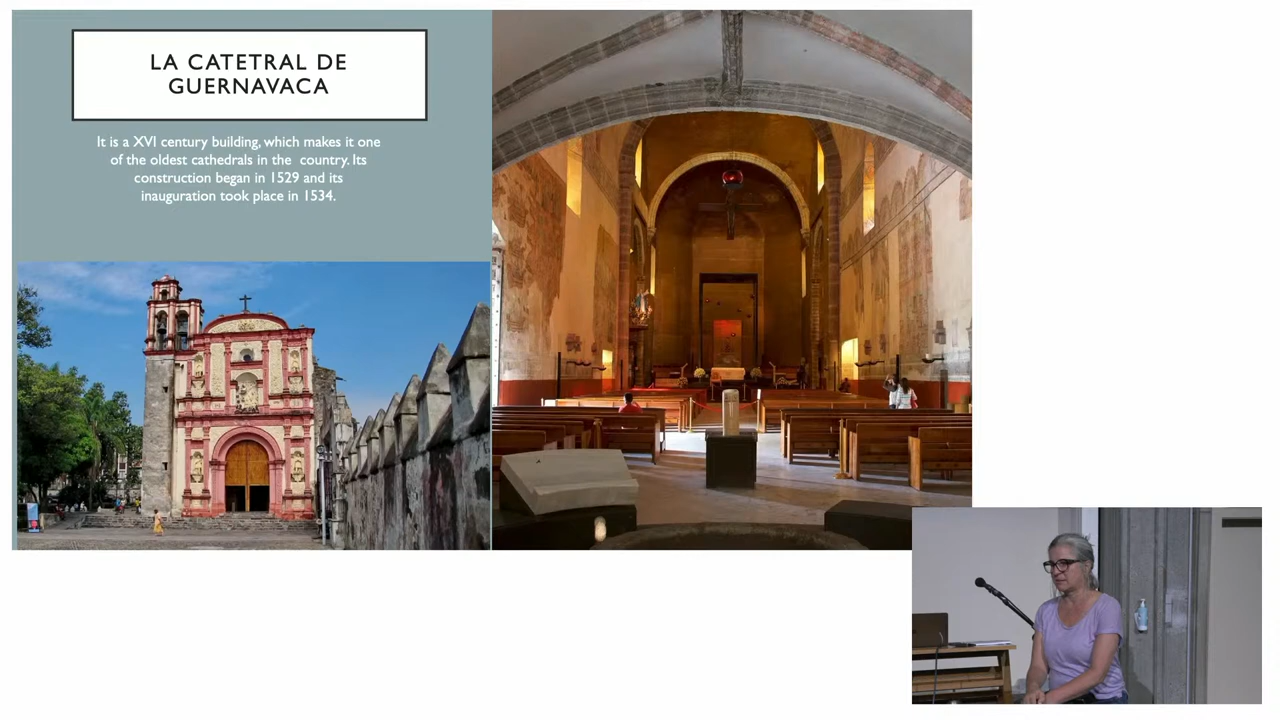 LA CATETRAL DE
GUERNAVACA
It is a XVI century building, which makes it one
of the oldest cathedrals in the country. Its
construction began in 1529 and its
inauguration took place in 1534.